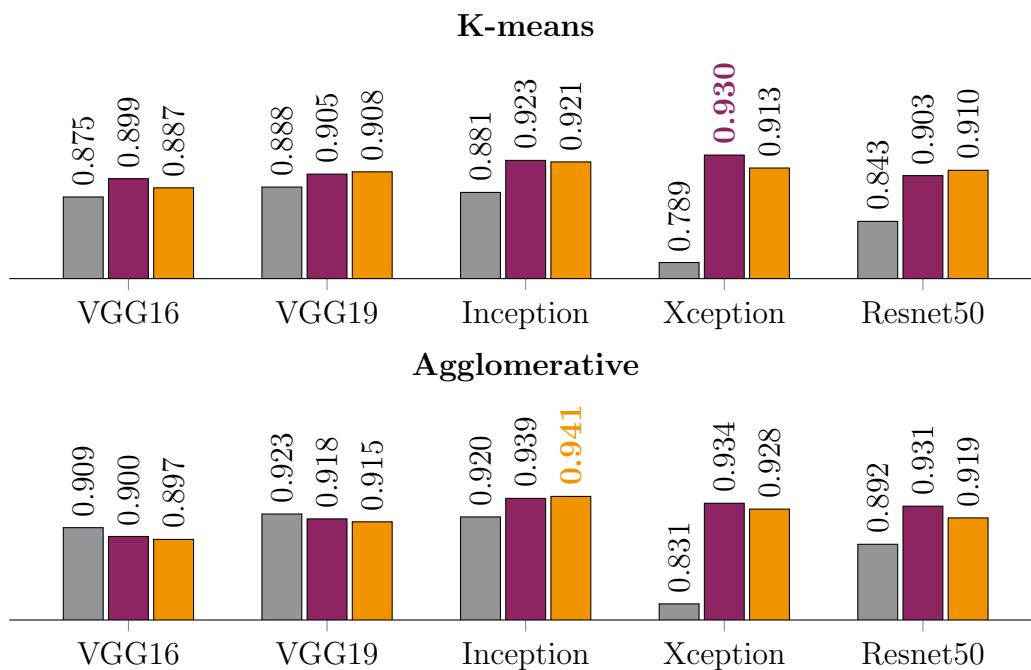 K-means
0.875 0.899 0.887 0.888 0.905 0.908 0.881 0.923 0.921 0.789 0.930 0.913 0.843 0.903 0.910
VGG16 VGG19 Inception Xception Resnet50
Agglomerative
0.909 0.900 0.897 0.923 0.918 0.915 0.920 0.939 0.941 0.831 0.934 0.928 0.892 0.931 0.919
VGG16 VGG19 Inception Xception Resnet50